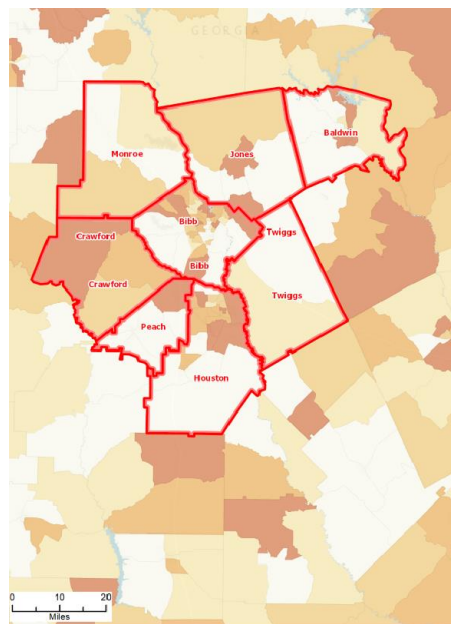 GEORGIA
Monroe
Jones
Baldwin
Bibb
Twiggs
Crawford
Bibb
Crawford
Twiggs
Peach
Houston
0 10 20
Miles